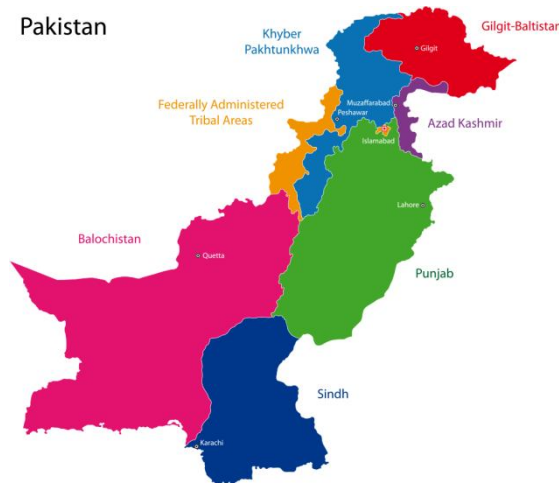 Pakistan
Khyber
Pakhtunkhwa
Gilgit-Baltistan
Gilgit
Federally Administered
Tribal Areas
Muzaffarabad
Peshawar
Azad Kashmir
Islamabad
Lahore
Balochistan
Quetta
Punjab
Sindh
Karachi